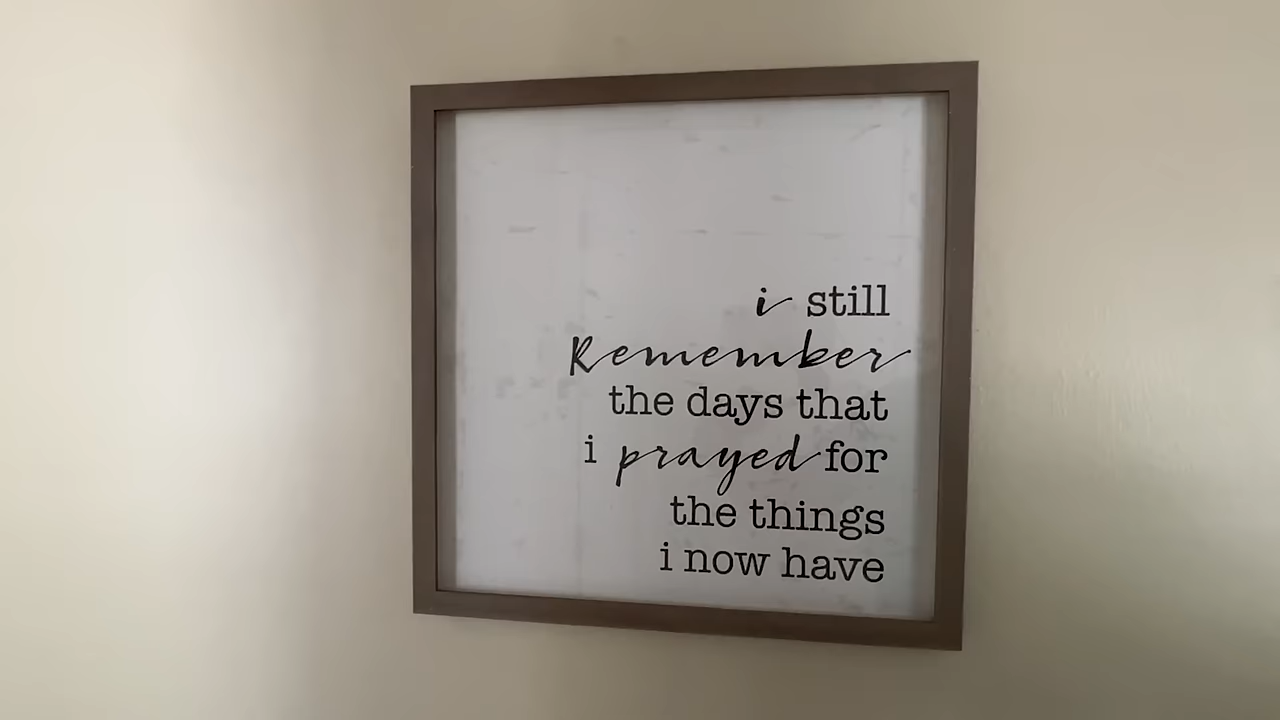 i still
Remember
the days that
i prayed for
the things
i now have